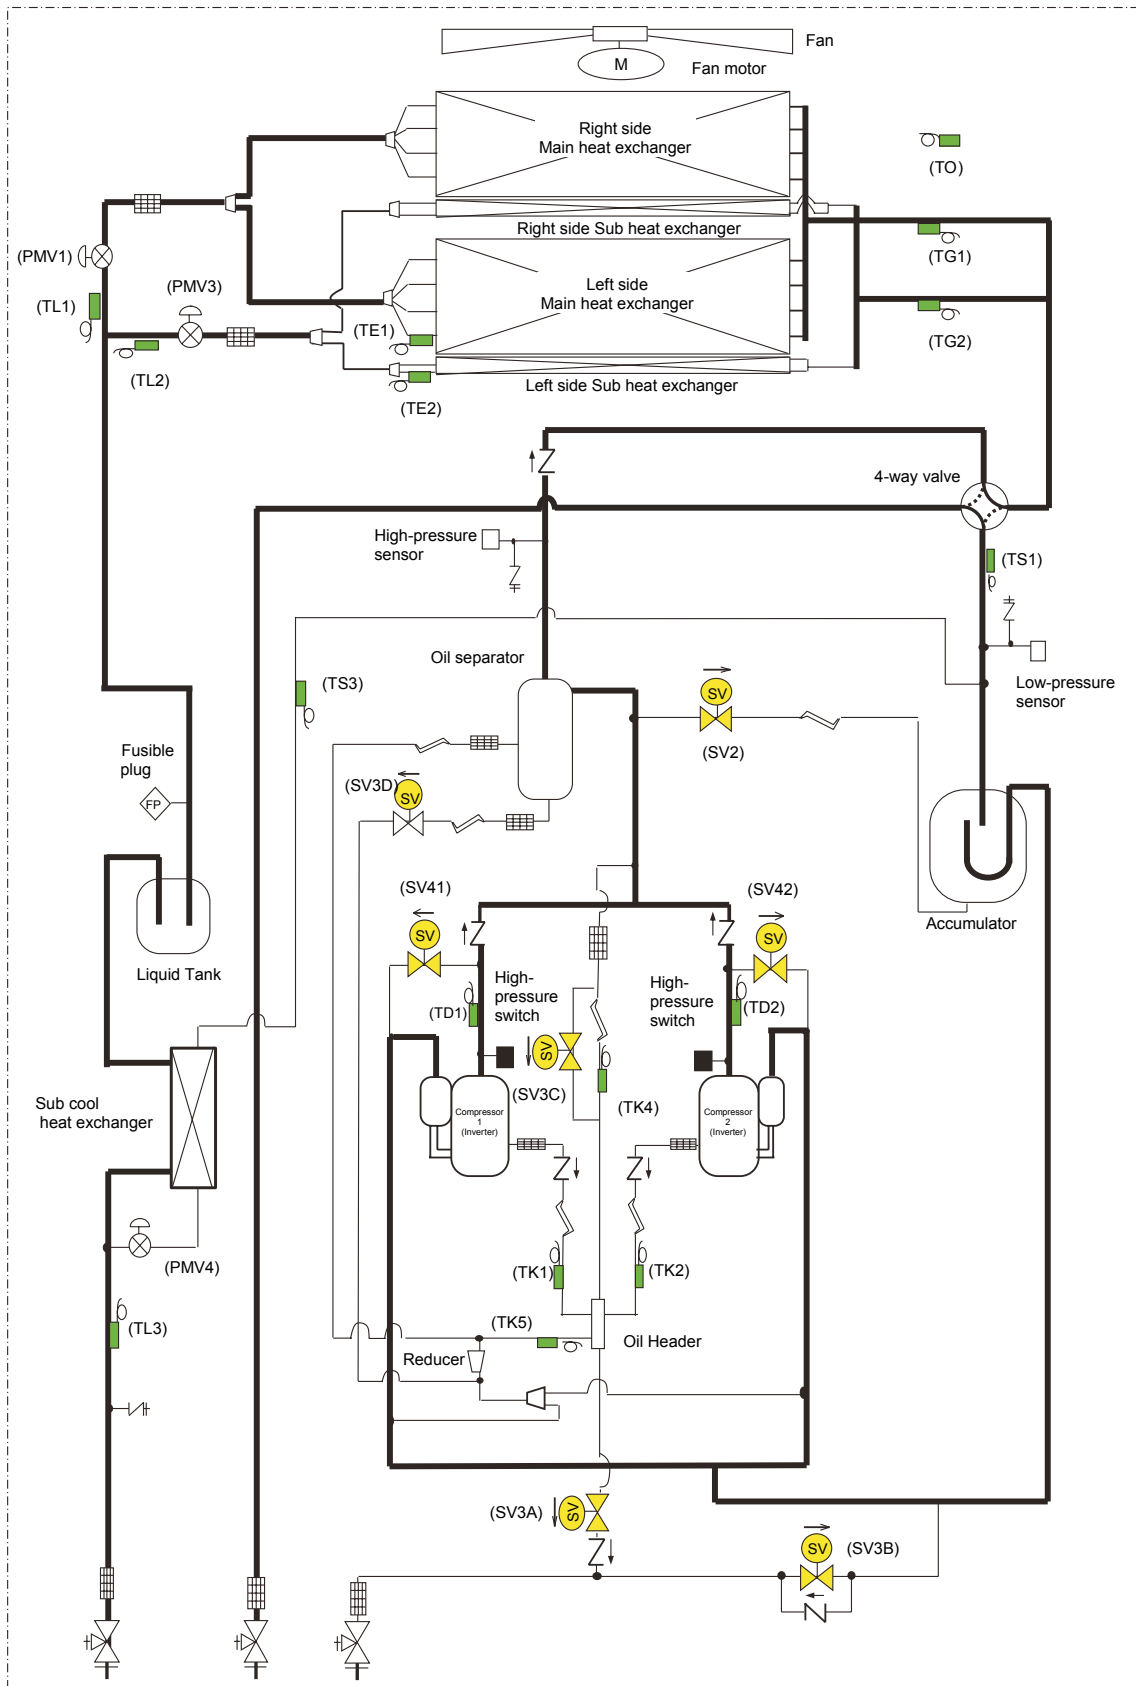 Fan
M
Fan motor
Right side
Main heat exchanger
(TO)
Right side Sub heat exchanger
(TG1)
(PMV1)
(PMV3)
Left side
Main heat exchanger
(TL1)
(TE1)
(TG2)
(TL2)
Left side Sub heat exchanger
(TE2)
4-way valve
High-pressure
sensor
(TS1)
Oil separator
(TS3)
Low-pressure
sensor
SV
(SV2)
Fusible
plug
(SV3D)
SV
FP
(SV41)
(SV42)
SV
SV
Accumulator
Liquid Tank
High-
pressure
switch
High-
pressure
switch
(TD1)
(TD2)
SV
(SV3C)
(TK4)
Sub cool
heat exchanger
Compressor
1
(Inverter)
Compressor
2
(Inverter)
(PMV4)
(TK1)
(TK2)
(TL3)
(TK5)
Oil Header
Reducer
(SV3A)
SV
SV
(SV3B)